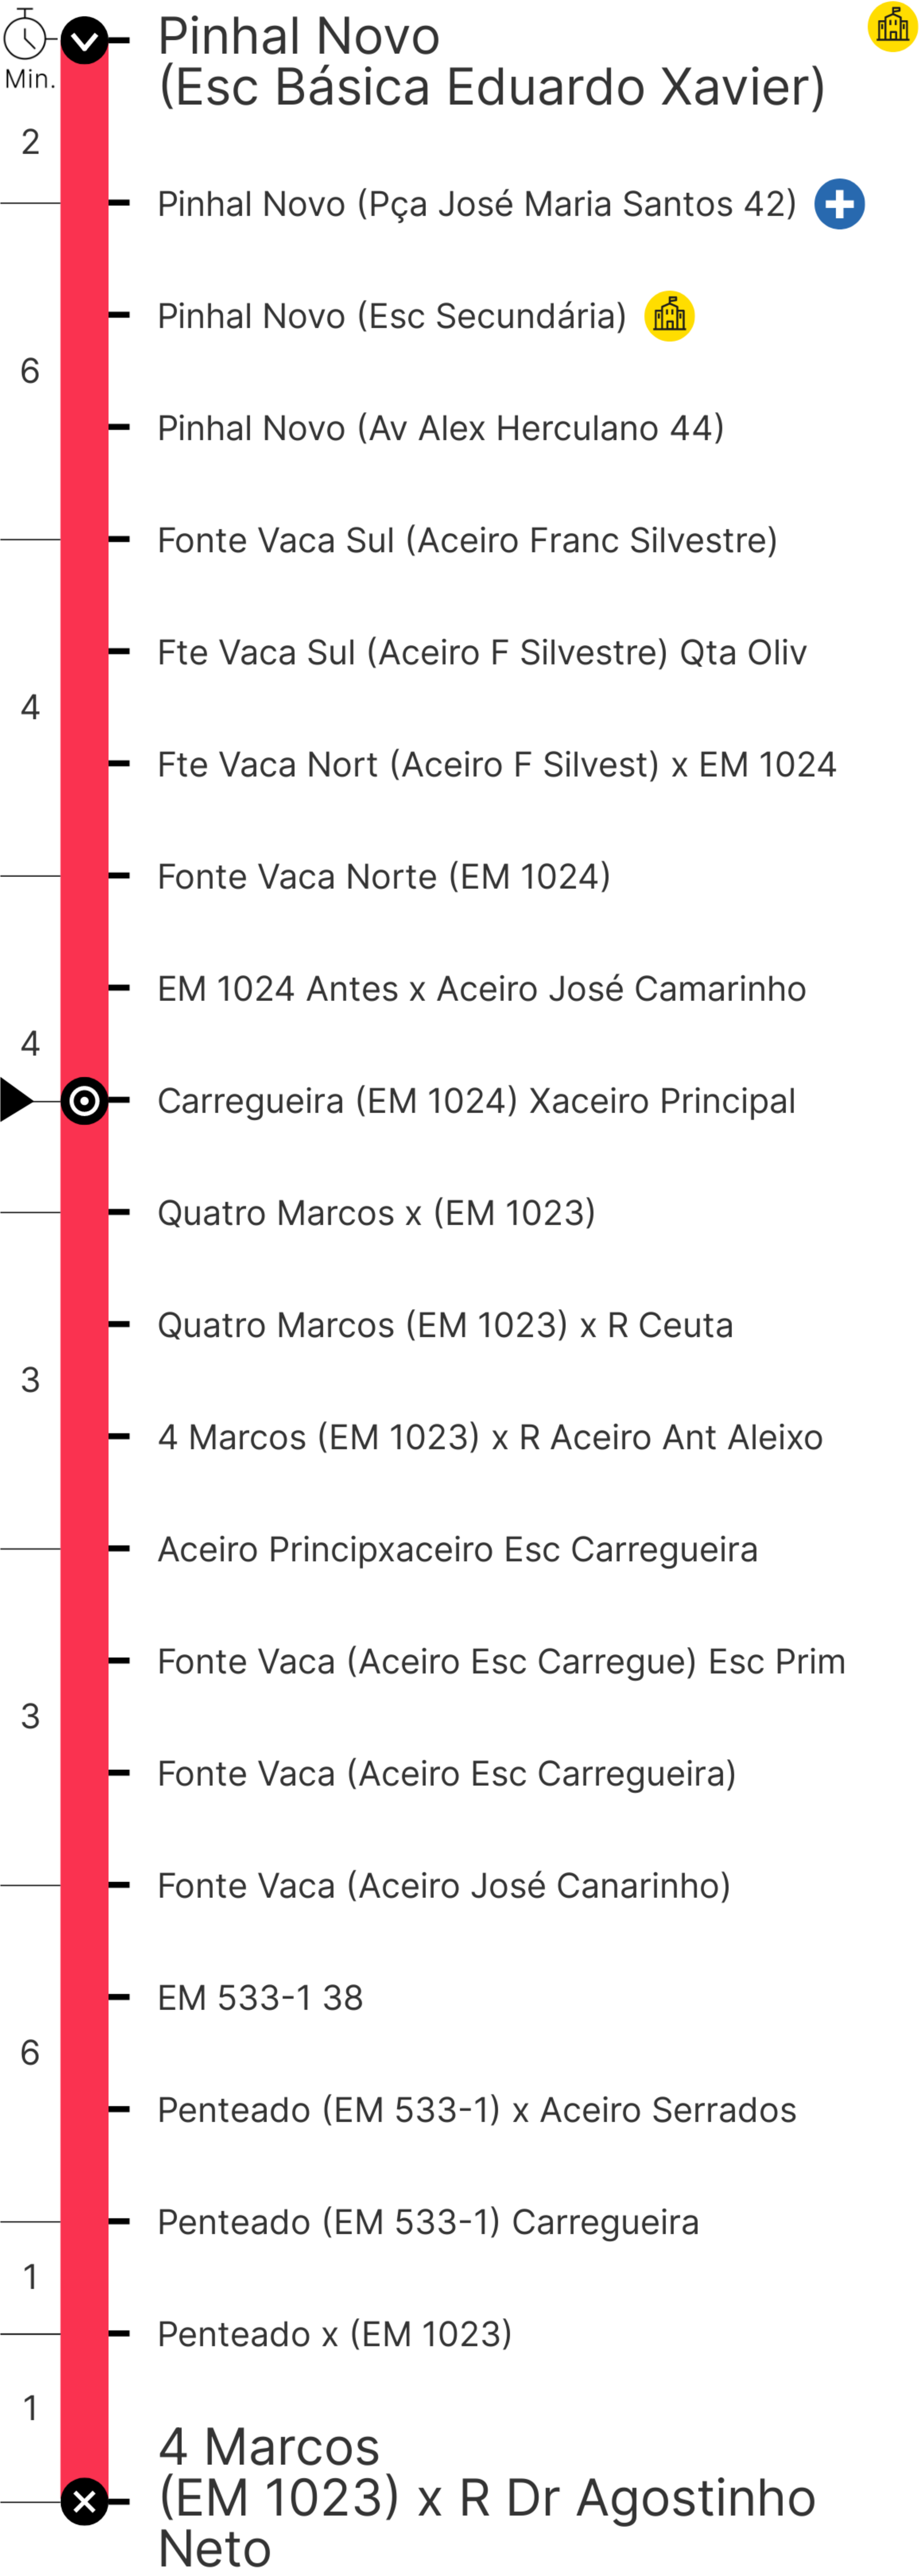 Pinhal Novo
(Esc Básica Eduardo Xavier)
Min.
2
Pinhal Novo (Pça José Maria Santos 42)
Pinhal Novo (Esc Secundária)
6
Pinhal Novo (Av Alex Herculano 44)
Fonte Vaca Sul (Aceiro Franc Silvestre)
Fte Vaca Sul (Aceiro F Silvestre) Qta Oliv
4
Fte Vaca Nort (Aceiro F Silvest) x EM 1024
Fonte Vaca Norte (EM 1024)
EM 1024 Antes x Aceiro José Camarinho
4
Carregueira (EM 1024) Xaceiro Principal
Quatro Marcos x (EM 1023)
Quatro Marcos (EM 1023) x R Ceuta
3
4 Marcos (EM 1023) x R Aceiro Ant Aleixo
Aceiro Principxaceiro Esc Carregueira
Fonte Vaca (Aceiro Esc Carregue) Esc Prim
3
Fonte Vaca (Aceiro Esc Carregueira)
Fonte Vaca (Aceiro José Canarinho)
EM 533-1 38
6
Penteado (EM 533-1) x Aceiro Serrados
Penteado (EM 533-1) Carregueira
1
Penteado x (EM 1023)
1
4 Marcos
(EM 1023) x R Dr Agostinho
Neto